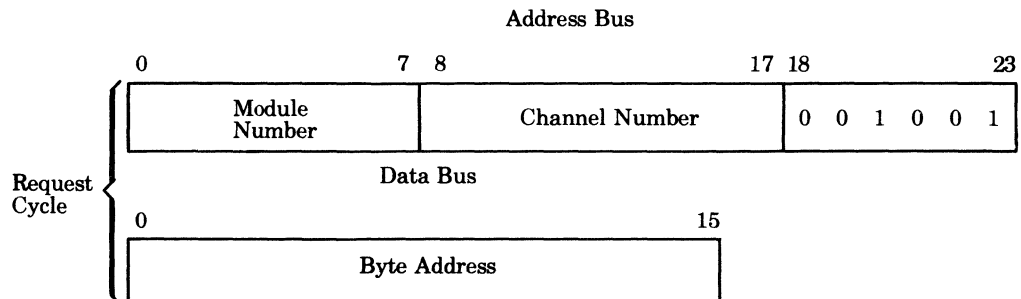 Address Bus
0 7 8 17 18 23
Module
Number
Channel Number
0 0 1 0 0 1
Data Bus
Request
Cycle
0 15
Byte Address